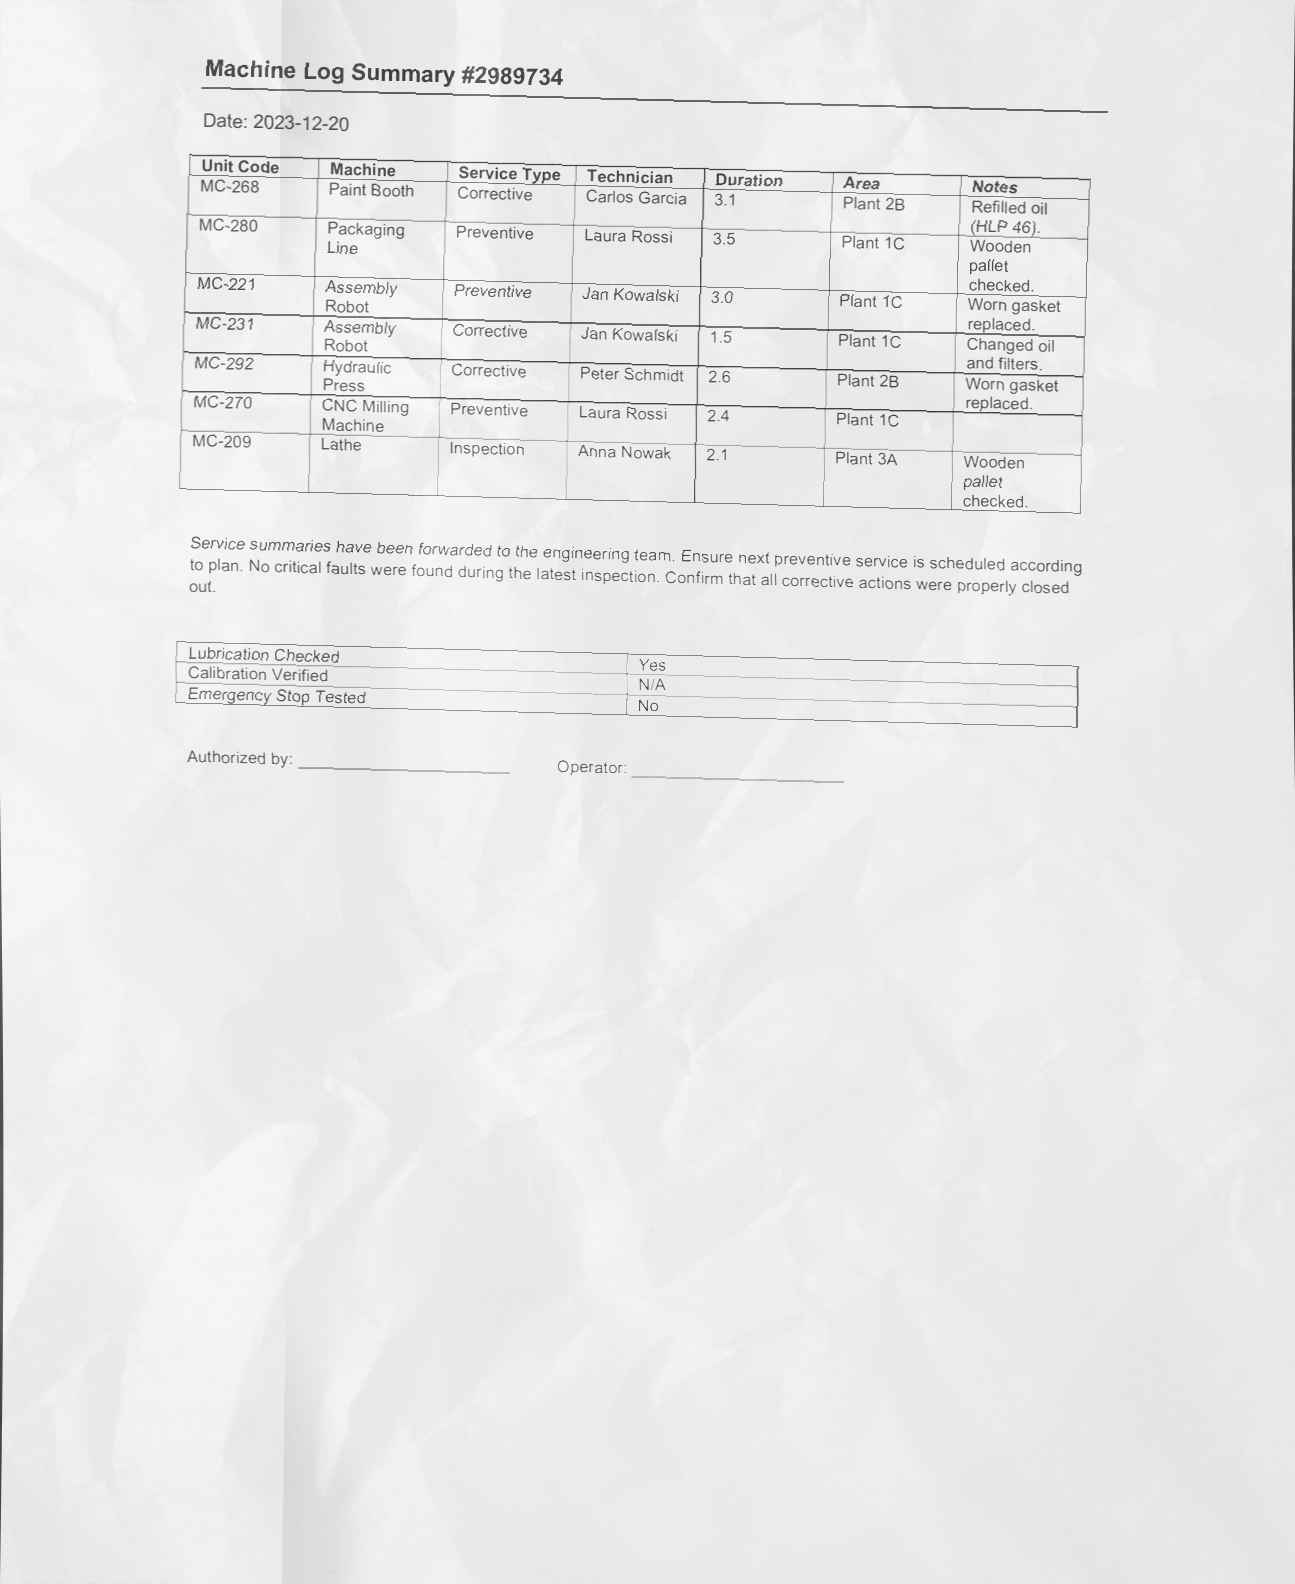 Machine Log Summary #2989734
Date: 2023-12-20
Unit Code Machine Service Type Technician Duration Area Notes
MC-268 Paint Booth Corrective Carlos Garcia 3.1 Plant 2B Refilled oil
(HLP 46).
MC-280 Packaging Preventive Laura Rossi 3.5 Plant 1C Wooden
Line pallet
checked.
MC-221 Assembly Preventive Jan Kowalski 3.0 Plant 1C Worn gasket
Robot replaced.
MC-231 Assembly Corrective Jan Kowalski 1.5 Plant 1C Changed oil
Robot and filters.
MC-292 Hydraulic Corrective Peter Schmidt 2.6 Plant 2B Worn gasket
Press replaced.
MC-270 CNC Milling Preventive Laura Rossi 2.4 Plant 1C
Machine
MC-209 Lathe Inspection Anna Nowak 2.1 Plant 3A Wooden
pallet
checked.
Service summaries have been forwarded to the engineering team. Ensure next preventive service is scheduled according
to plan. No critical faults were found during the latest inspection. Confirm that all corrective actions were properly closed
out.
Lubrication Checked Yes
Calibration Verified N/A
Emergency Stop Tested No
Authorized by: ____________________ Operator: ____________________